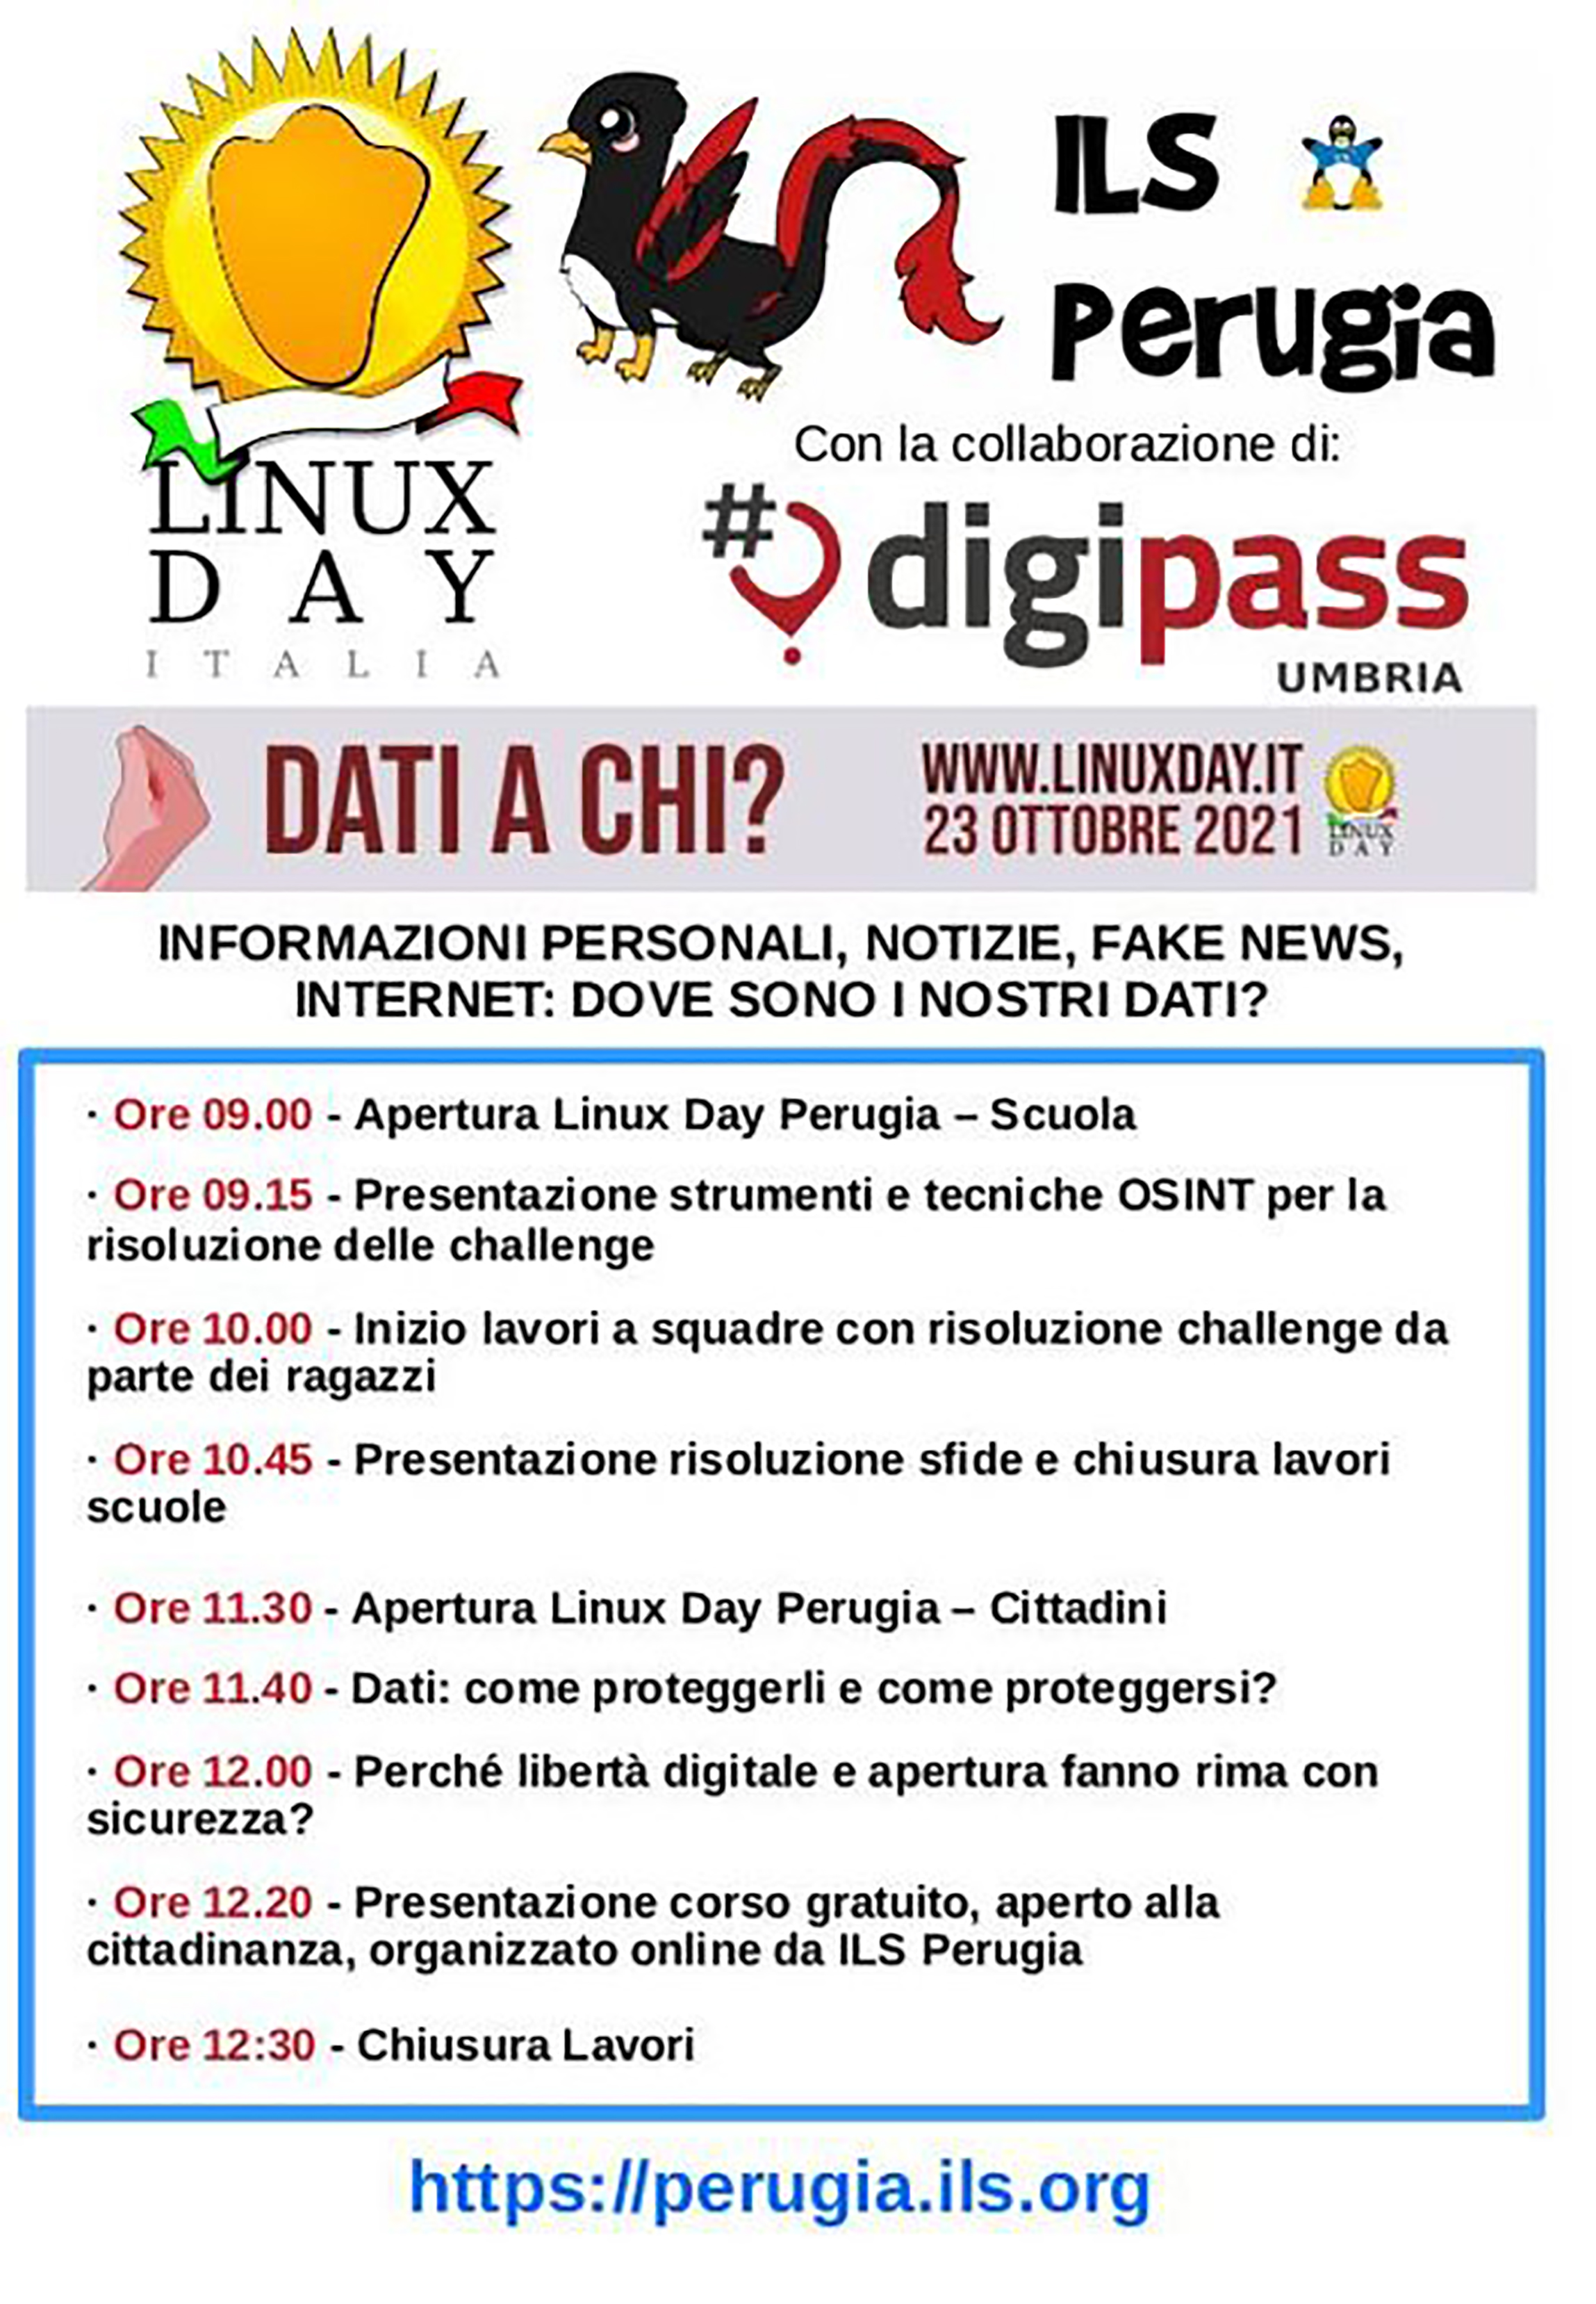 ILS
Perugia
Con la collaborazione di:
LINUX
DAY
ITALIA
# digipass
UMBRIA
DATI A CHI?
WWW.LINUXDAY.IT
23 OTTOBRE 2021
LINUX
DAY
INFORMAZIONI PERSONALI, NOTIZIE, FAKE NEWS,
INTERNET: DOVE SONO I NOSTRI DATI?
· Ore 09.00 - Apertura Linux Day Perugia – Scuola
· Ore 09.15 - Presentazione strumenti e tecniche OSINT per la
risoluzione delle challenge
· Ore 10.00 - Inizio lavori a squadre con risoluzione challenge da
parte dei ragazzi
· Ore 10.45 - Presentazione risoluzione sfide e chiusura lavori
scuole
· Ore 11.30 - Apertura Linux Day Perugia – Cittadini
· Ore 11.40 - Dati: come proteggerli e come proteggersi?
· Ore 12.00 - Perché libertà digitale e apertura fanno rima con
sicurezza?
· Ore 12.20 - Presentazione corso gratuito, aperto alla
cittadinanza, organizzato online da ILS Perugia
· Ore 12:30 - Chiusura Lavori
https://perugia.ils.org